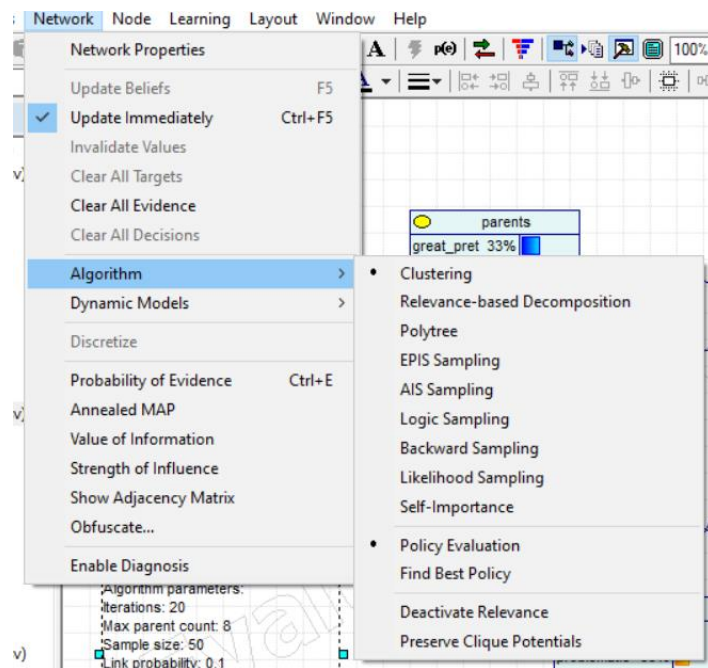 Network Node Learning Layout Window Help
A p(e) 100%
Network Properties
Update Beliefs F5
Update Immediately Ctrl+F5
Invalidate Values
v)
Clear All Targets
Clear All Evidence
Clear All Decisions
parents
great_pret 33%
Algorithm
Dynamic Models
Discretize
Probability of Evidence Ctrl+E
v)
Annealed MAP
Value of Information
Strength of Influence
Show Adjacency Matrix
Obfuscate...
Enable Diagnosis
Clustering
Relevance-based Decomposition
Polytree
EPIS Sampling
AIS Sampling
Logic Sampling
Backward Sampling
Likelihood Sampling
Self-Importance
Policy Evaluation
Find Best Policy
Deactivate Relevance
Preserve Clique Potentials
Algorithm parameters:
Iterations: 20
Max parent count: 8
Sample size: 50
Link probability: 0.1
v)